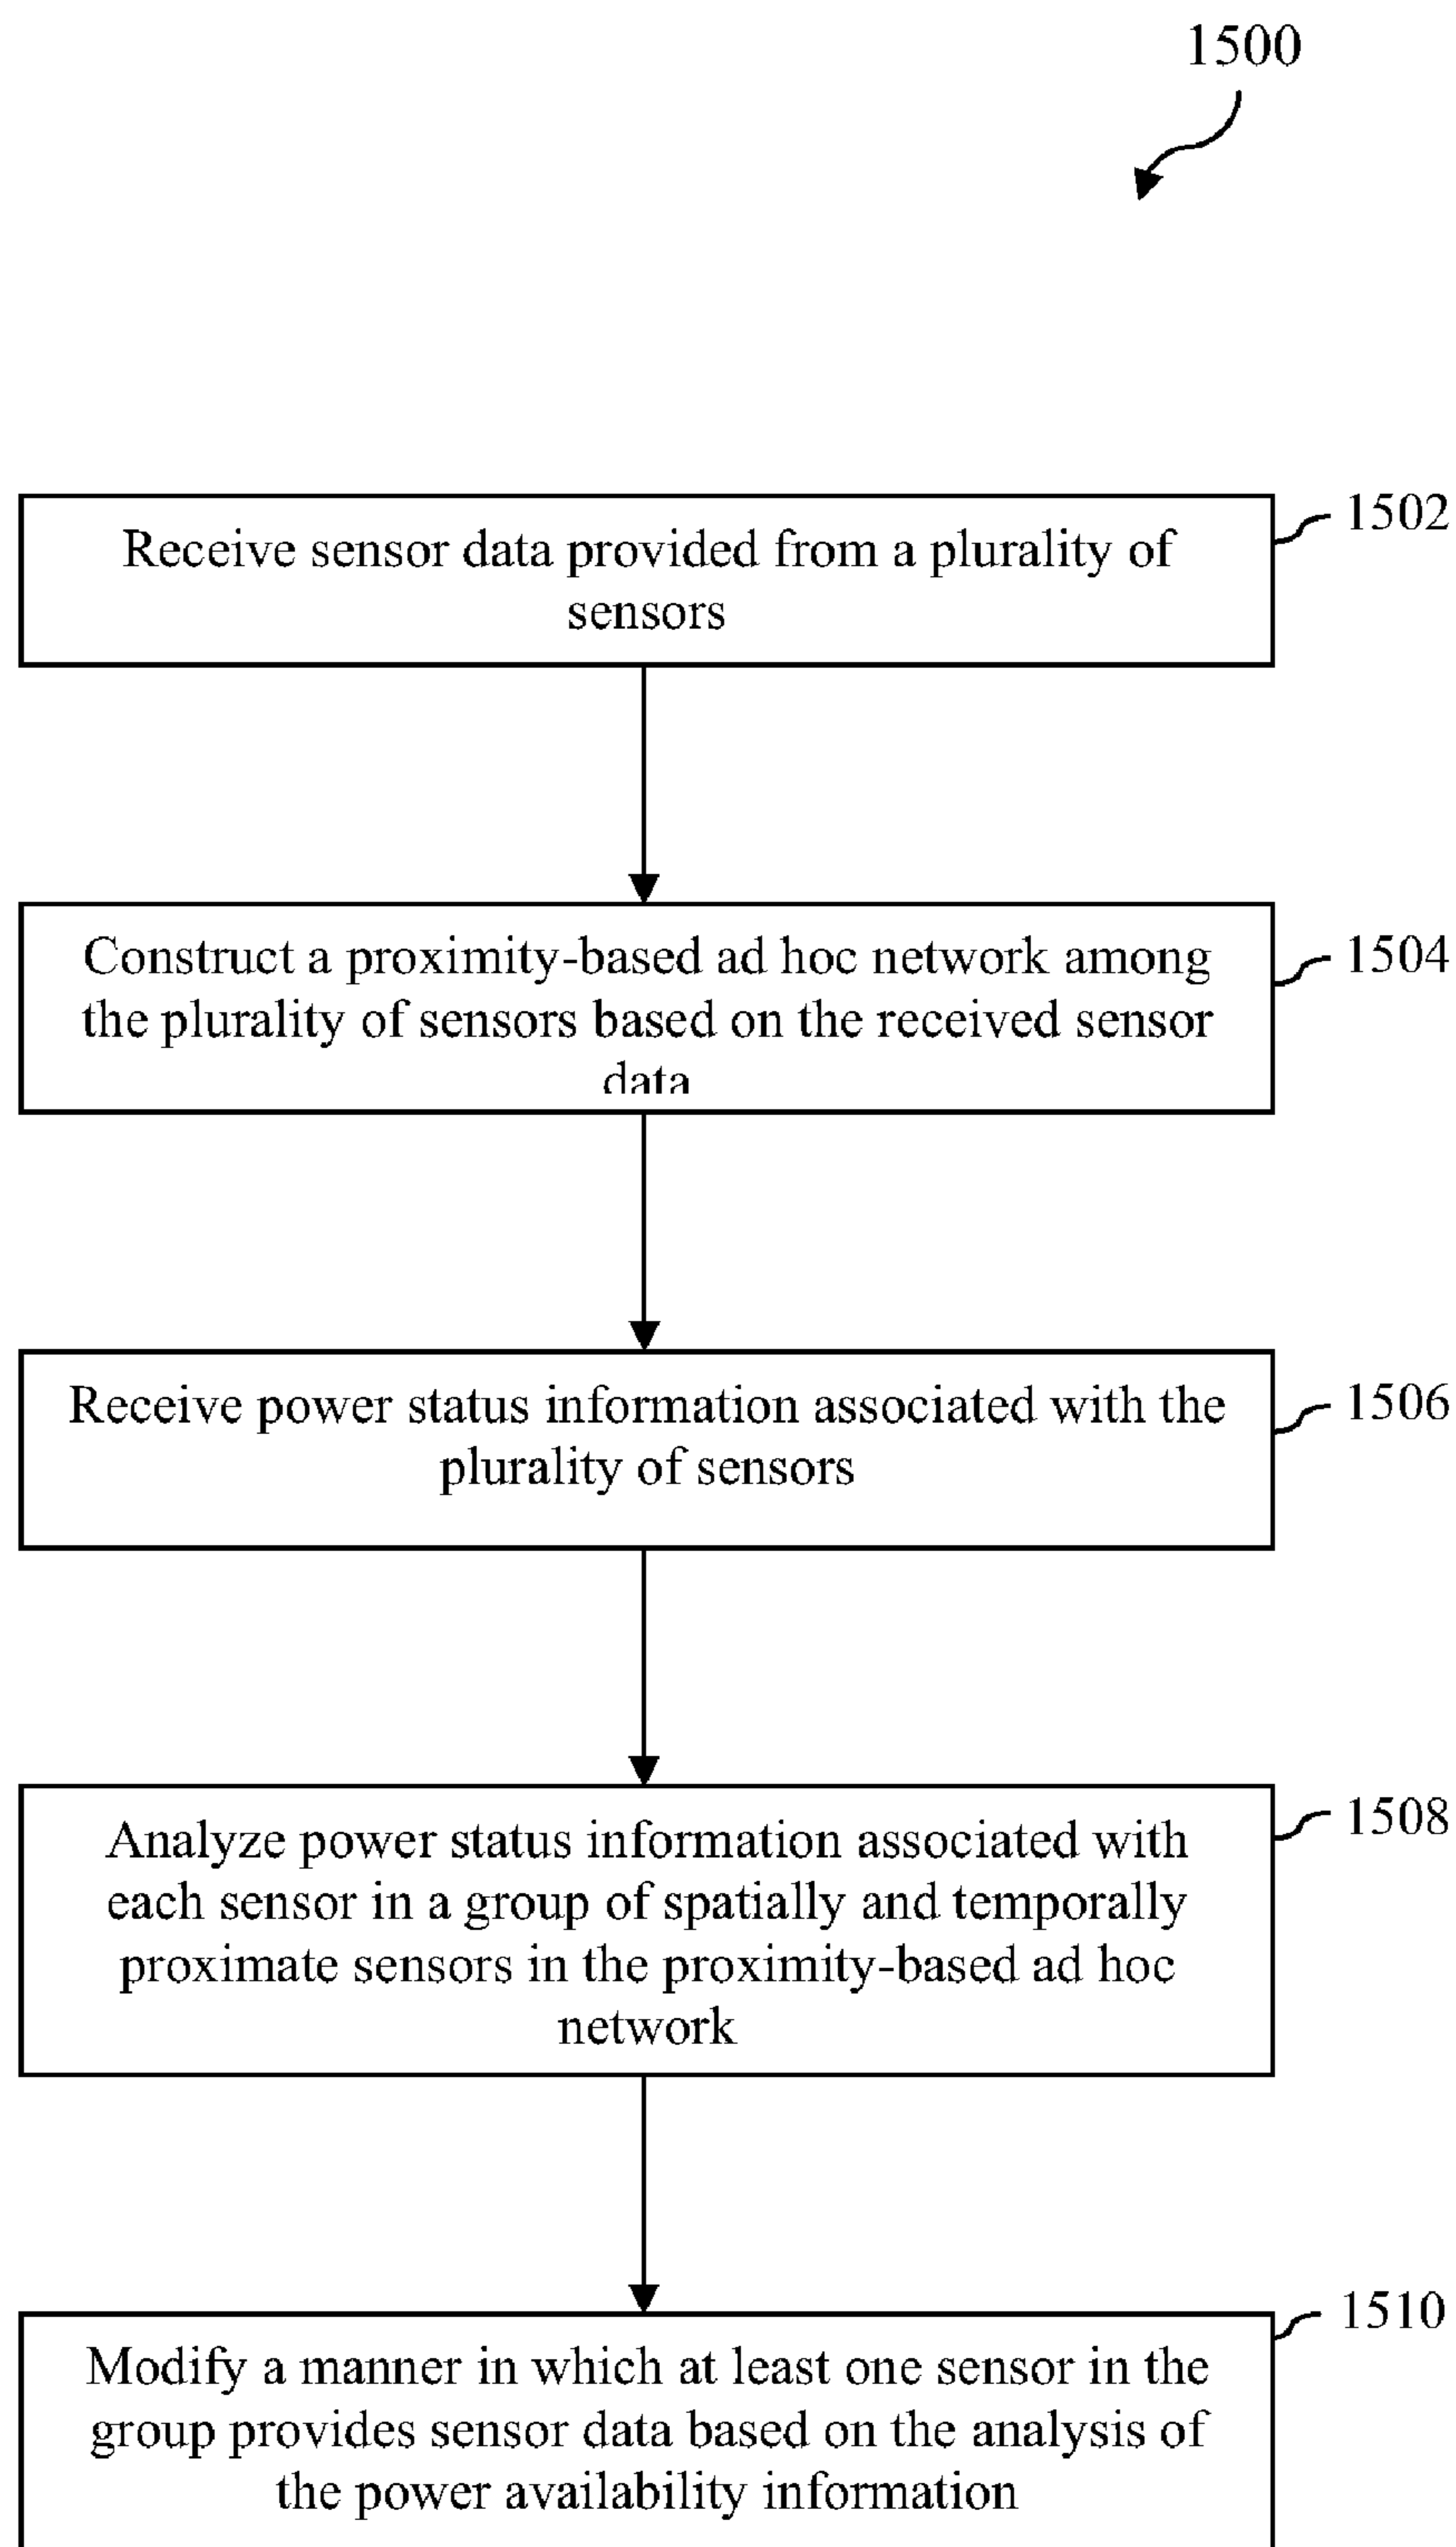 1500
Receive sensor data provided from a plurality of
sensors
1502
Construct a proximity-based ad hoc network among
the plurality of sensors based on the received sensor
data
1504
Receive power status information associated with the
plurality of sensors
1506
Analyze power status information associated with
each sensor in a group of spatially and temporally
proximate sensors in the proximity-based ad hoc
network
1508
Modify a manner in which at least one sensor in the
group provides sensor data based on the analysis of
the power availability information
1510